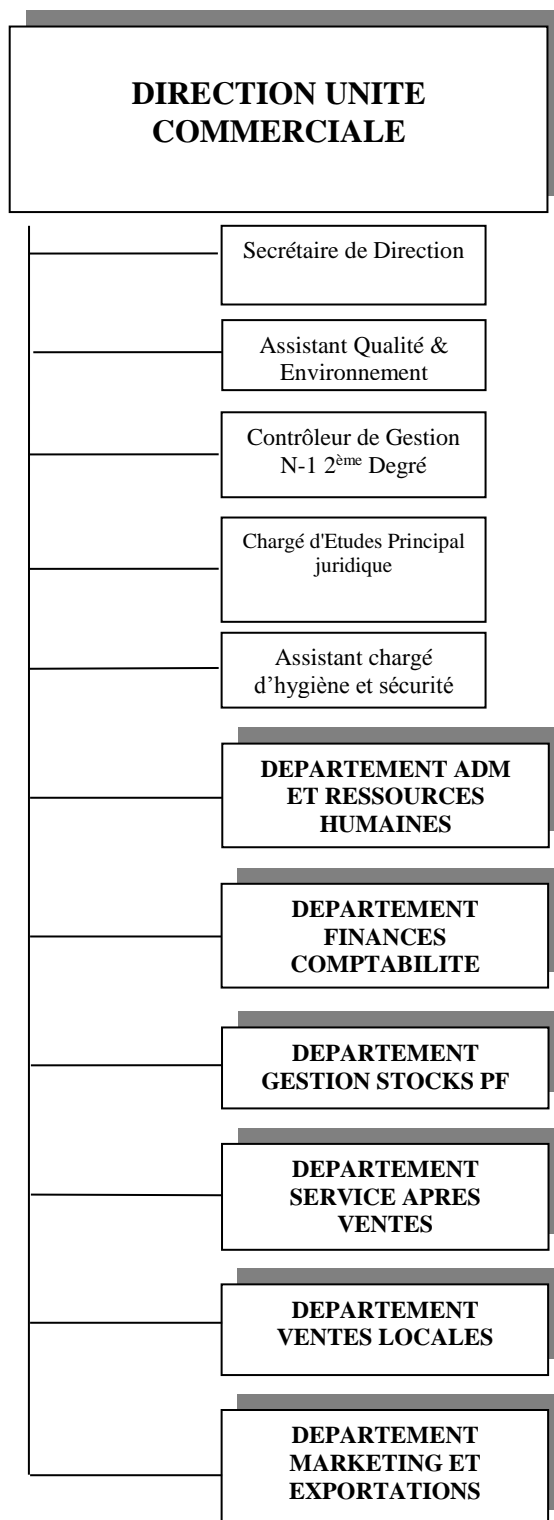 DIRECTION UNITE
COMMERCIALE
Secrétaire de Direction
Assistant Qualité &
Environnement
Contrôleur de Gestion
N-1 2ème Degré
Chargé d'Etudes Principal
juridique
Assistant chargé
d’hygiène et sécurité
DEPARTEMENT ADM
ET RESSOURCES
HUMAINES
DEPARTEMENT
FINANCES
COMPTABILITE
DEPARTEMENT
GESTION STOCKS PF
DEPARTEMENT
SERVICE APRES
VENTES
DEPARTEMENT
VENTES LOCALES
DEPARTEMENT
MARKETING ET
EXPORTATIONS